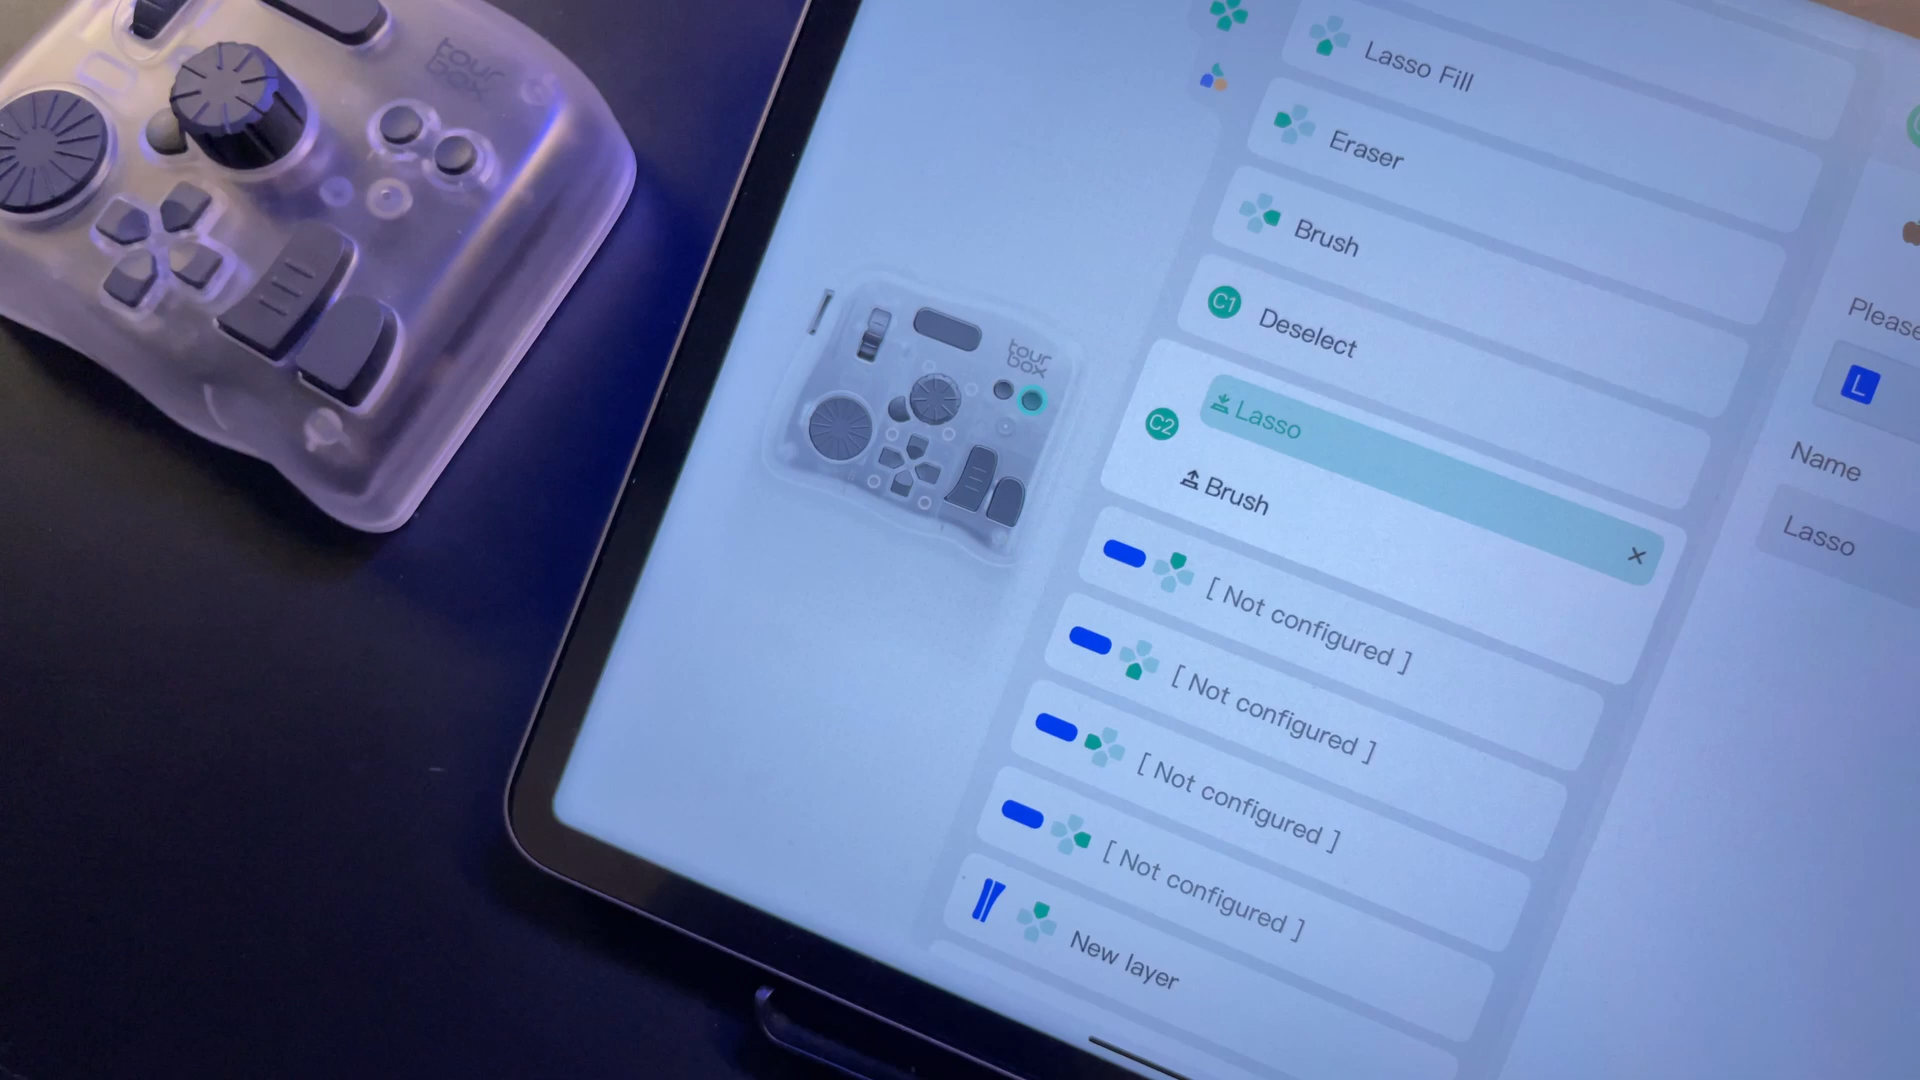 tour
box
tour
box
Lasso Fill
Eraser
Brush
C1 Deselect
C2 Lasso
Brush
[ Not configured ]
[ Not configured ]
[ Not configured ]
[ Not configured ]
New layer
L
Name
Lasso